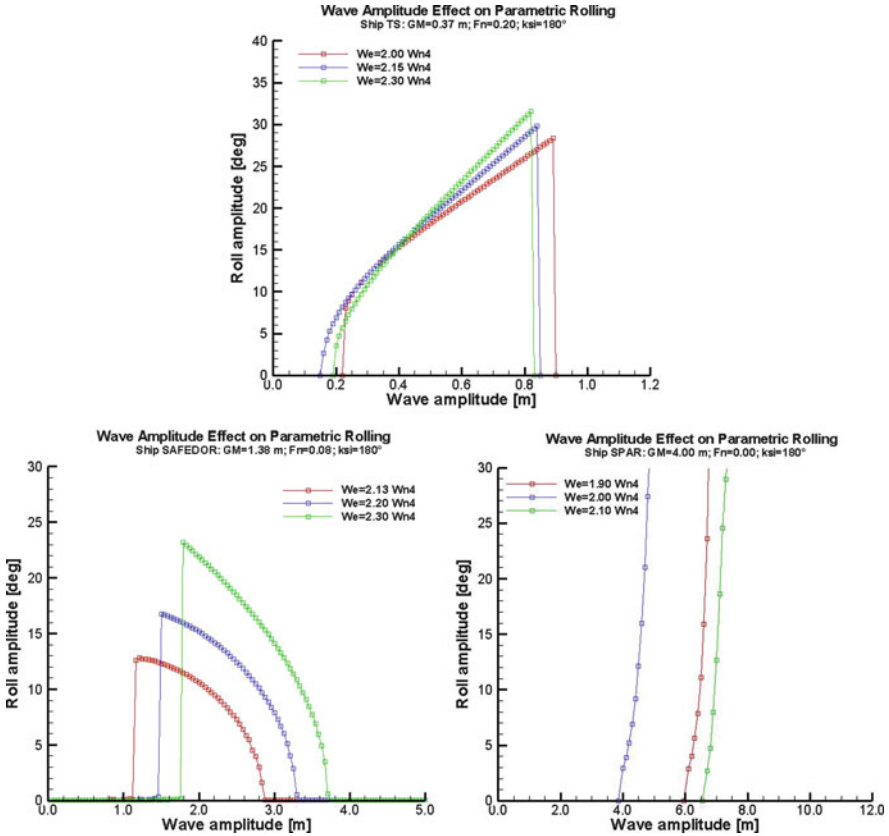 Wave Amplitude Effect on Parametric Rolling
Ship TS: GM=0.37 m; Fn=0.20; ksi=180°
We=2.00 Wn4
We=2.15 Wn4
We=2.30 Wn4
Roll amplitude [deg]
40
35
30
25
20
15
10
5
0
0.0 0.2 0.4 0.6 0.8 1.0 1.2
Wave amplitude [m]
Wave Amplitude Effect on Parametric Rolling
Ship SAFEDOR: GM=1.38 m; Fn=0.08; ksi=180°
We=2.13 Wn4
We=2.20 Wn4
We=2.30 Wn4
Roll amplitude [deg]
30
25
20
15
10
5
0
0.0 1.0 2.0 3.0 4.0 5.0
Wave amplitude [m]
Wave Amplitude Effect on Parametric Rolling
Ship SPAR: GM=4.00 m; Fn=0.00; ksi=180°
We=1.90 Wn4
We=2.00 Wn4
We=2.10 Wn4
Roll amplitude [deg]
30
25
20
15
10
5
0
0.0 2.0 4.0 6.0 8.0 10.0 12.0
Wave amplitude [m]